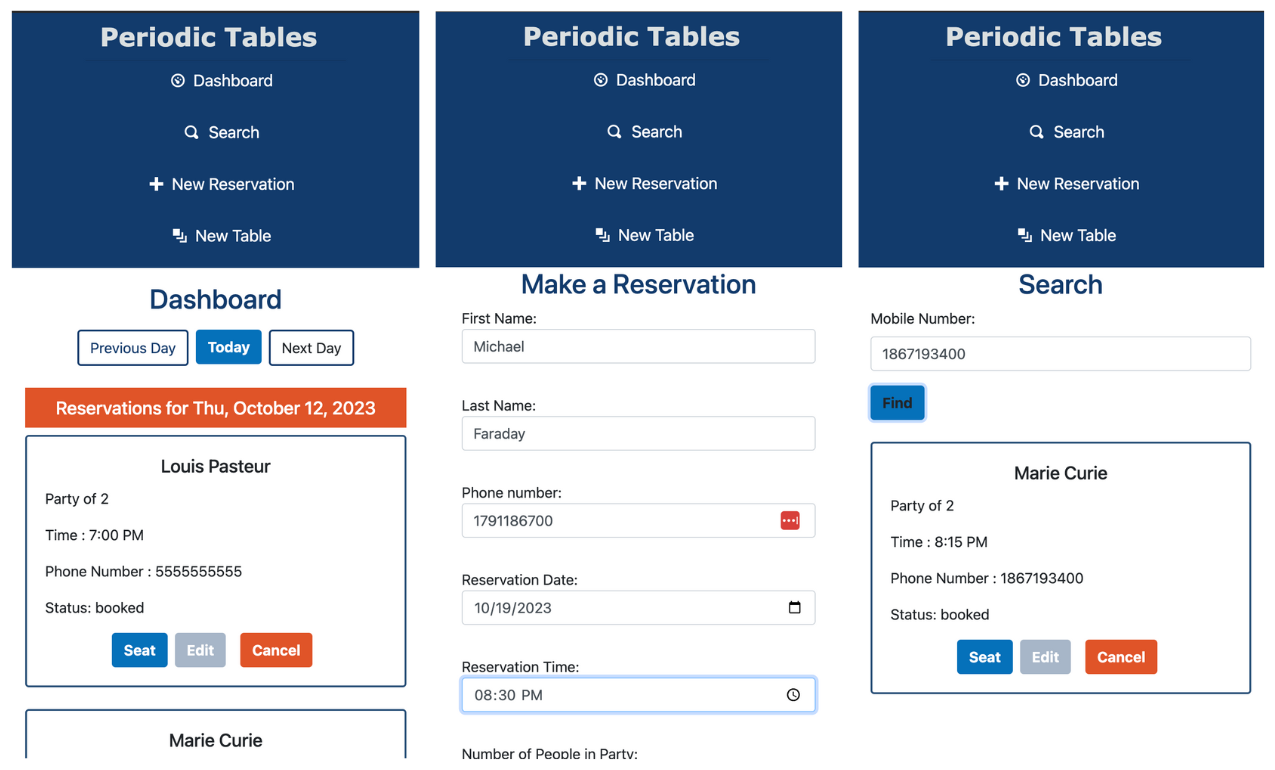 Periodic Tables
Dashboard
Search
New Reservation
New Table
Dashboard
Previous Day
Today
Next Day
Reservations for Thu, October 12, 2023
Louis Pasteur
Party of 2
Time : 7:00 PM
Phone Number : 5555555555
Status: booked
Seat
Edit
Cancel
Marie Curie
Periodic Tables
Dashboard
Search
New Reservation
New Table
Make a Reservation
First Name:
Michael
Last Name:
Faraday
Phone number:
1791186700
Reservation Date:
10/19/2023
Reservation Time:
08:30 PM
Number of People in Party:
Periodic Tables
Dashboard
Search
New Reservation
New Table
Search
Mobile Number:
1867193400
Find
Marie Curie
Party of 2
Time : 8:15 PM
Phone Number : 1867193400
Status: booked
Seat
Edit
Cancel